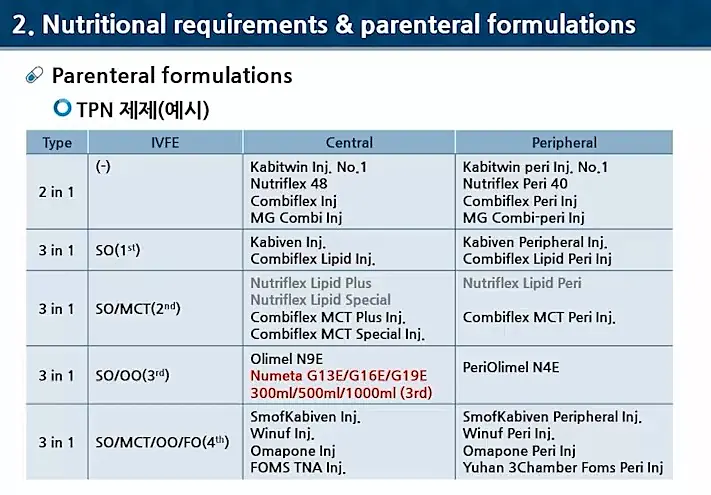 2. Nutritional requirements & parenteral formulations
Parenteral formulations
TPN 제제(예시)
Type IVFE Central Peripheral
2 in 1 (-)
Kabitwin Inj. No.1
Nutriflex 48
Combiflex Inj
MG Combi Inj
Kabitwin peri Inj. No.1
Nutriflex Peri 40
Combiflex Peri Inj
MG Combi-peri Inj
3 in 1 SO(1st)
Kabiven Inj.
Combiflex Lipid Inj.
Kabiven Peripheral Inj.
Combiflex Lipid Peri Inj
3 in 1 SO/MCT(2nd)
Nutriflex Lipid Plus
Nutriflex Lipid Special
Combiflex MCT Plus Inj.
Combiflex MCT Special Inj.
Nutriflex Lipid Peri
Combiflex MCT Peri Inj.
3 in 1 SO/OO(3rd)
Olimel N9E
Numeta G13E/G16E/G19E
300ml/500ml/1000ml (3rd)
PeriOlimel N4E
3 in 1 SO/MCT/OO/FO(4th)
SmofKabiven Inj.
Winuf Inj.
Omapone Inj
FOMS TNA Inj.
SmofKabiven Peripheral Inj.
Winuf Peri Inj.
Omapone Peri Inj
Yuhan 3Chamber Foms Peri Inj